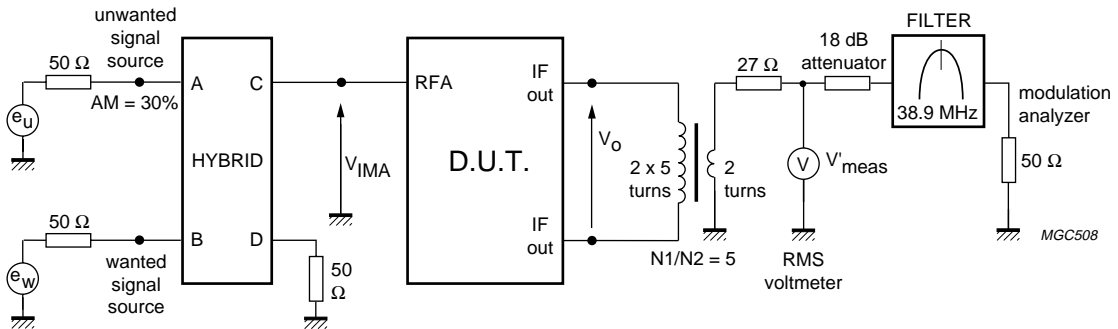 unwanted
signal
source
50 Ω
e_u
AM = 30%
A
C
HYBRID
B
D
50 Ω
e_w
wanted
signal
source
50
Ω
V_IMA
RFA
D.U.T.
IF
out
IF
out
V_o
2 x 5
turns
2
turns
N1/N2 = 5
27 Ω
V
V'_meas
RMS
voltmeter
18 dB
attenuator
FILTER
38.9 MHz
modulation
analyzer
50
Ω
MGC508